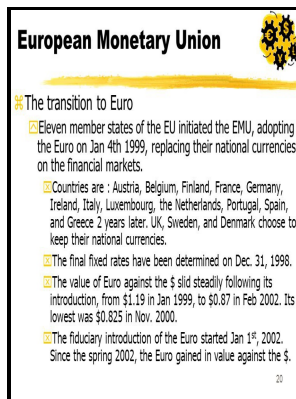 European Monetary Union
The transition to Euro
Eleven member states of the EU initiated the EMU, adopting
the Euro on Jan 4th 1999, replacing their national currencies
on the financial markets.
Countries are : Austria, Belgium, Finland, France, Germany,
Ireland, Italy, Luxembourg, the Netherlands, Portugal, Spain,
and Greece 2 years later. UK, Sweden, and Denmark choose to
keep their national currencies.
The final fixed rates have been determined on Dec. 31, 1998.
The value of Euro against the $ slid steadily following its
introduction, from $1.19 in Jan 1999, to $0.87 in Feb 2002. Its
lowest was $0.825 in Nov. 2000.
The fiduciary introduction of the Euro started Jan 1st, 2002.
Since the spring 2002, the Euro gained in value against the $.
20